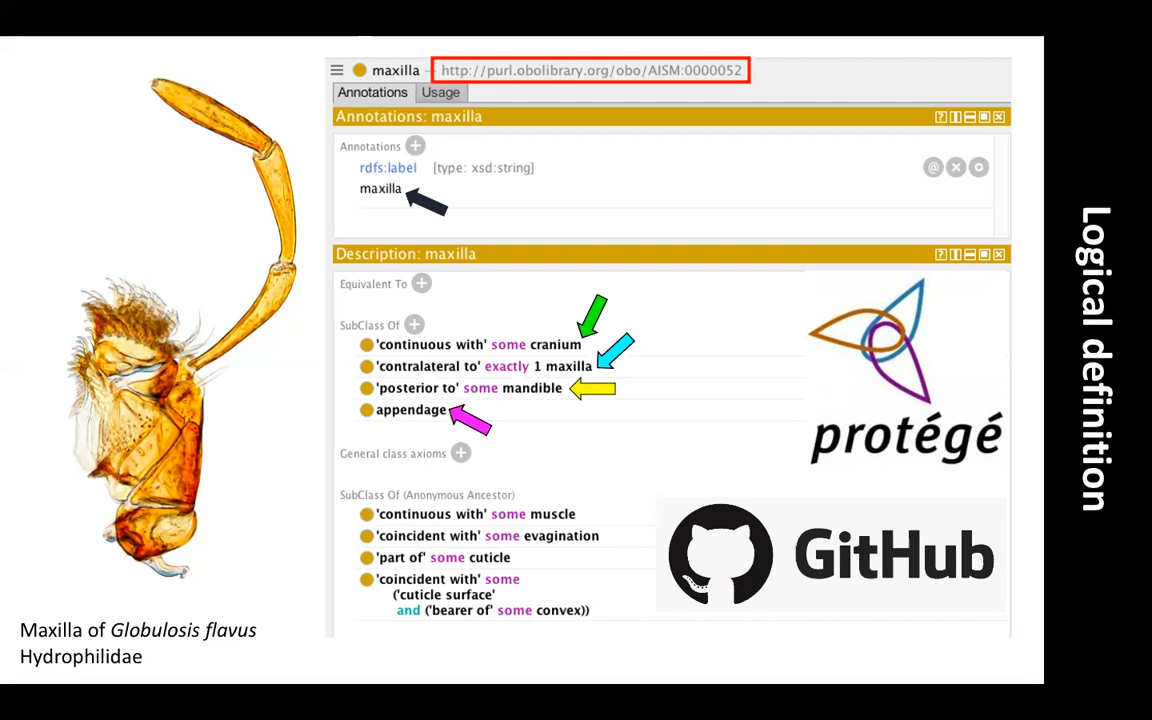 maxilla — http://purl.obolibrary.org/obo/AISM:0000052
Annotations Usage
Annotations: maxilla
Annotations
rdfs:label [type: xsd:string]
maxilla
Description: maxilla
Equivalent To
SubClass Of
'continuous with' some cranium
'contralateral to' exactly 1 maxilla
'posterior to' some mandible
appendage
General class axioms
SubClass Of (Anonymous Ancestor)
'continuous with' some muscle
'coincident with' some evagination
'part of' some cuticle
'coincident with' some
('cuticle surface'
and ('bearer of' some convex))
protégé
GitHub
Maxilla of Globulosis flavus
Hydrophilidae
Logical definition